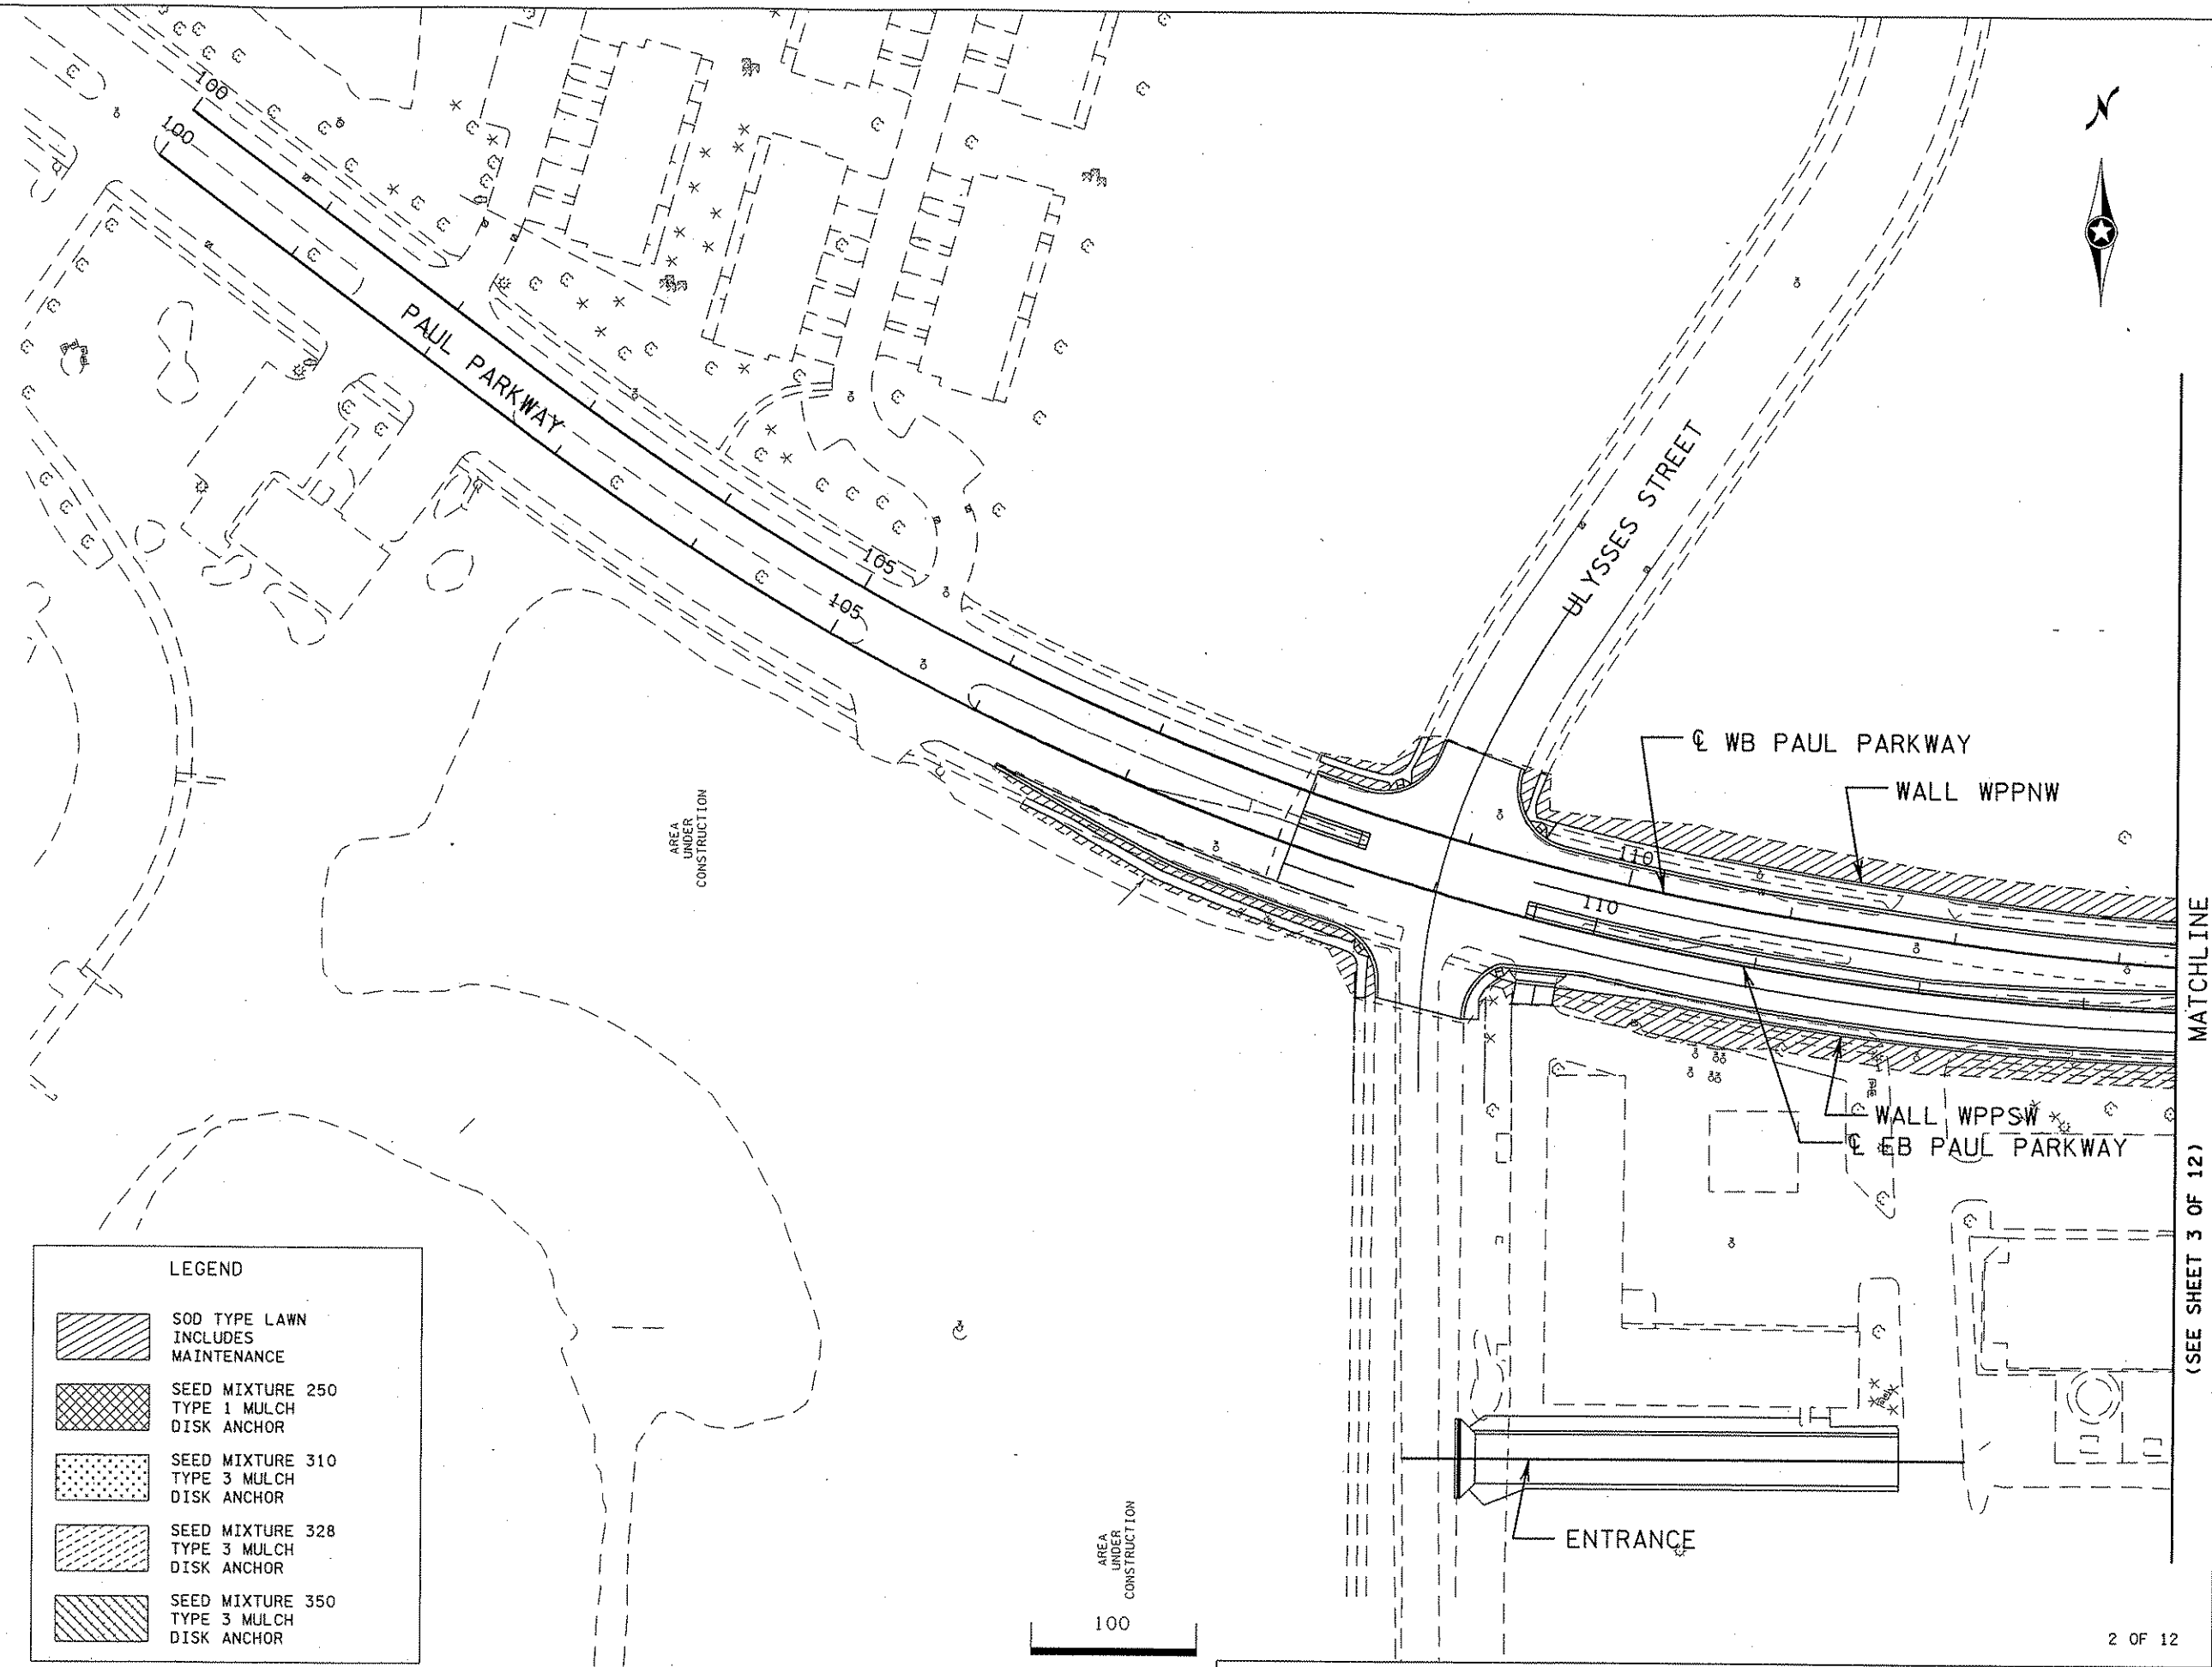 N
100
100
PAUL PARKWAY
105
105
ULYSSES STREET
℄ WB PAUL PARKWAY
WALL WPPNW
110
110
AREA
UNDER
CONSTRUCTION
MATCHLINE
(SEE SHEET 3 OF 12)
WALL WPPSW
℄ EB PAUL PARKWAY
LEGEND
SOD TYPE LAWN
INCLUDES
MAINTENANCE
SEED MIXTURE 250
TYPE 1 MULCH
DISK ANCHOR
SEED MIXTURE 310
TYPE 3 MULCH
DISK ANCHOR
SEED MIXTURE 328
TYPE 3 MULCH
DISK ANCHOR
SEED MIXTURE 350
TYPE 3 MULCH
DISK ANCHOR
AREA
UNDER
CONSTRUCTION
ENTRANCE
100
2 OF 12